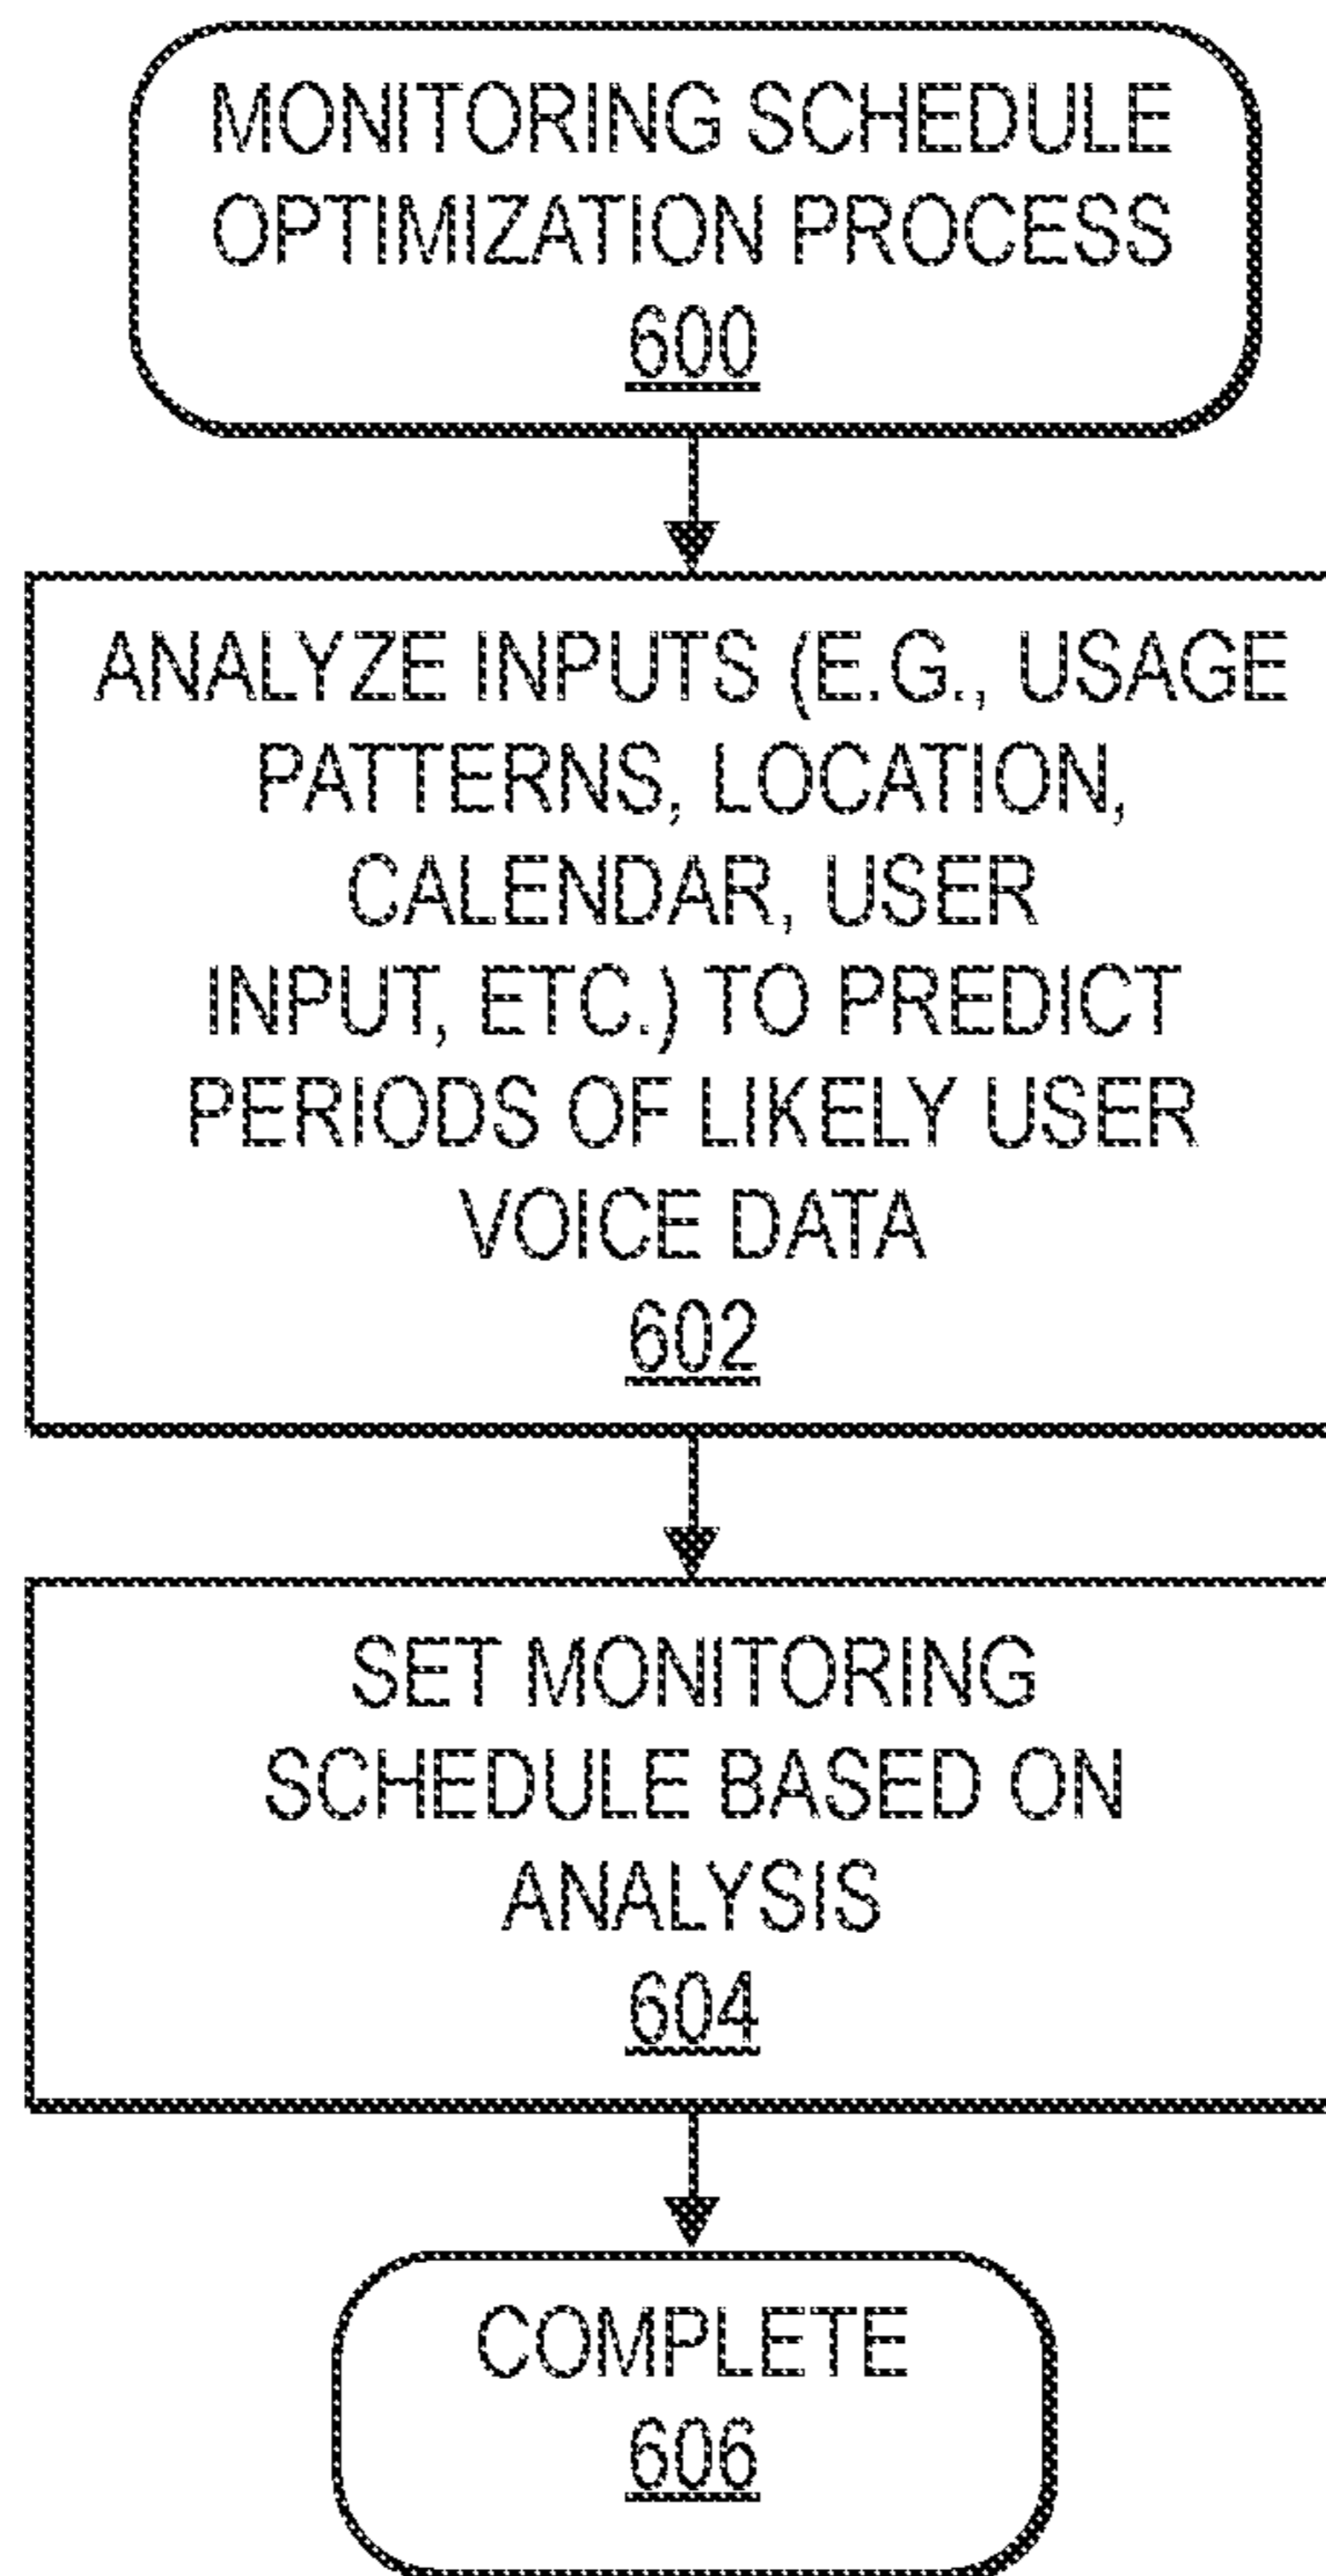 MONITORING SCHEDULE
OPTIMIZATION PROCESS
600
ANALYZE INPUTS (E.G., USAGE
PATTERNS, LOCATION,
CALENDAR, USER
INPUT, ETC.) TO PREDICT
PERIODS OF LIKELY USER
VOICE DATA
602
SET MONITORING
SCHEDULE BASED ON
ANALYSIS
604
COMPLETE
606